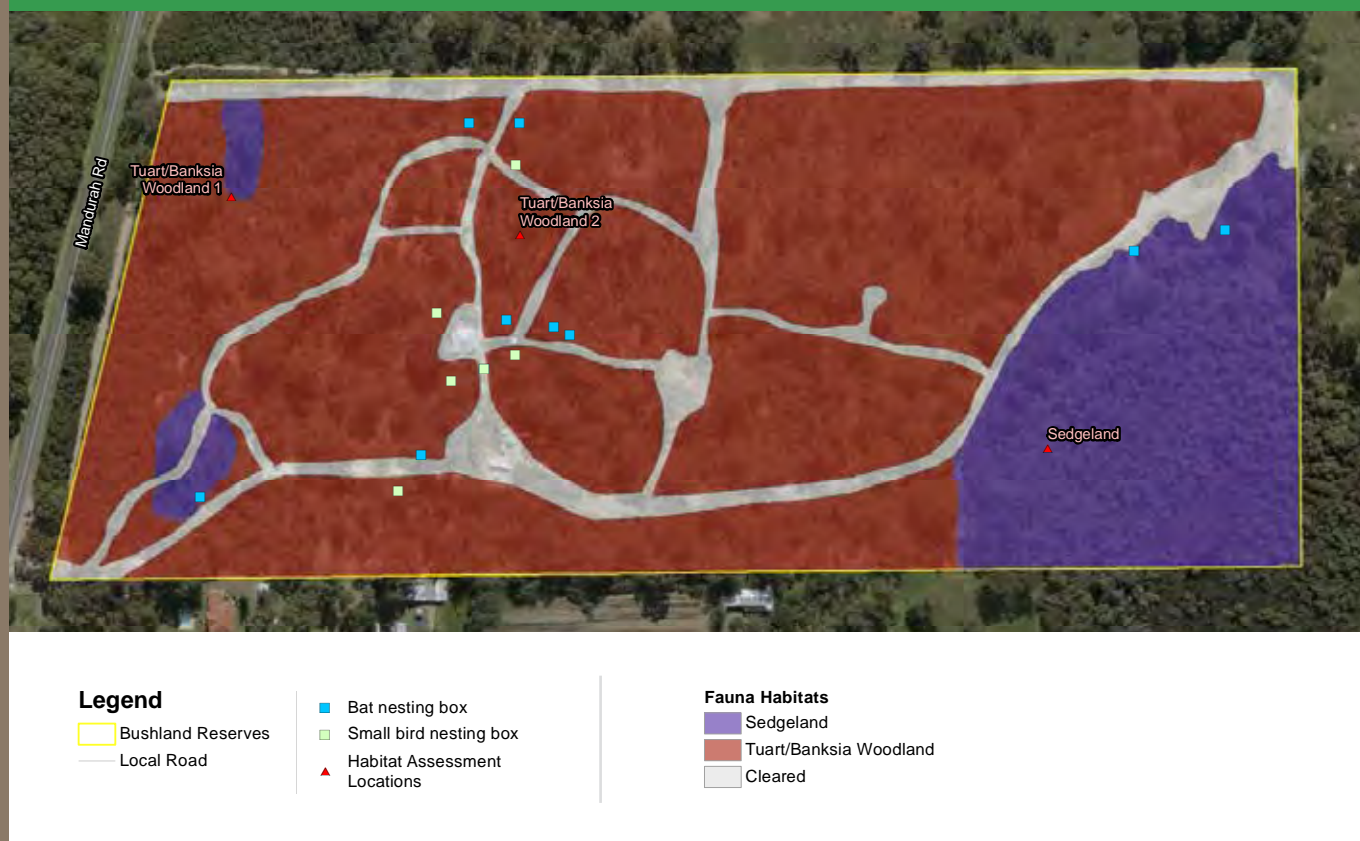 Mandurah Rd
Tuart/Banksia
Woodland 1
Tuart/Banksia
Woodland 2
Sedgeland
Legend
Bushland Reserves
Local Road
Bat nesting box
Small bird nesting box
Habitat Assessment
Locations
Fauna Habitats
Sedgeland
Tuart/Banksia Woodland
Cleared